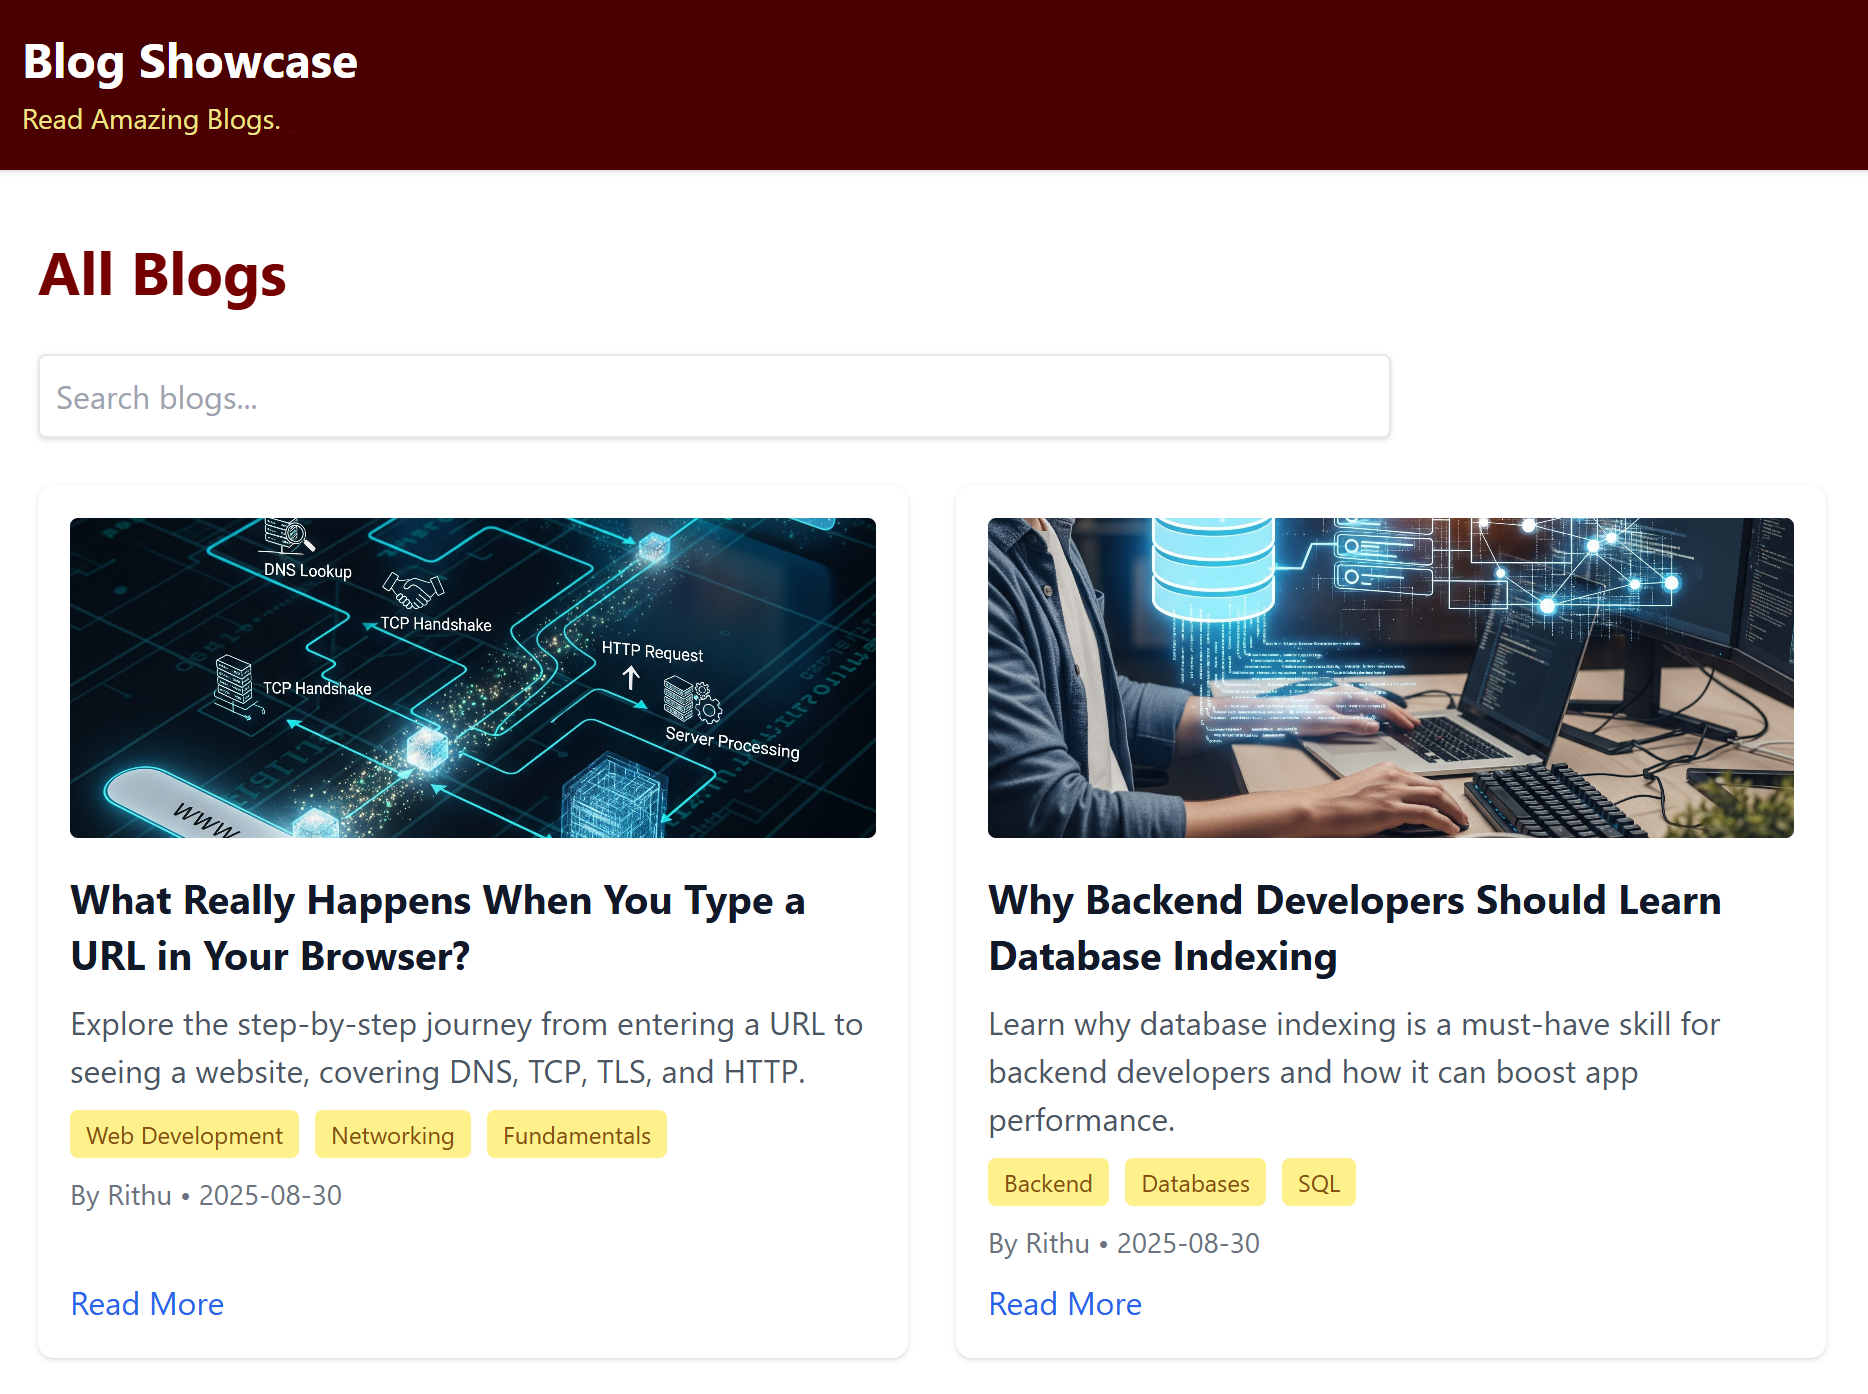 Blog Showcase
Read Amazing Blogs.
All Blogs
Search blogs...
DNS Lookup
TCP Handshake
HTTP Request
TCP Handshake
Server Processing
www
What Really Happens When You Type a
URL in Your Browser?
Explore the step-by-step journey from entering a URL to
seeing a website, covering DNS, TCP, TLS, and HTTP.
Web Development Networking Fundamentals
By Rithu • 2025-08-30
Read More
Why Backend Developers Should Learn
Database Indexing
Learn why database indexing is a must-have skill for
backend developers and how it can boost app
performance.
Backend Databases SQL
By Rithu • 2025-08-30
Read More